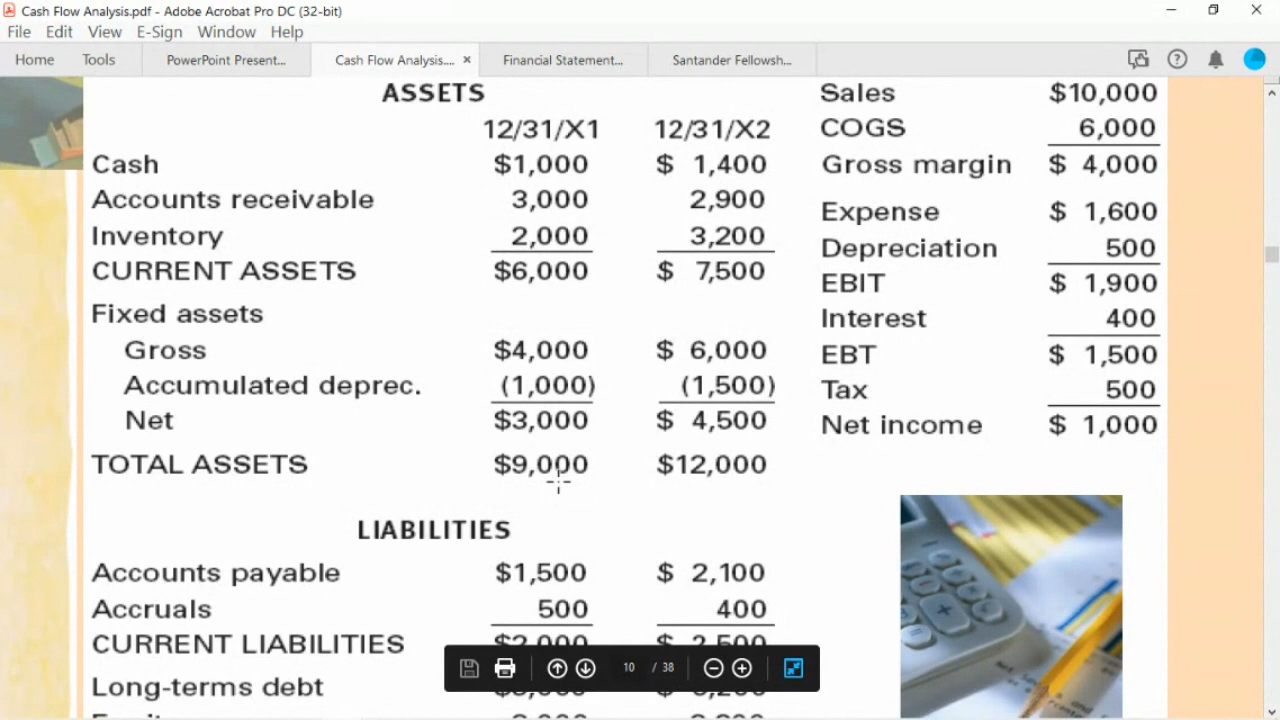 Cash Flow Analysis.pdf - Adobe Acrobat Pro DC (32-bit)
File Edit View E-Sign Window Help
Home Tools PowerPoint Present... Cash Flow Analysis.... × Financial Statement... Santander Fellowsh...
ASSETS
12/31/X1 12/31/X2
Cash $1,000 $ 1,400
Accounts receivable 3,000 2,900
Inventory 2,000 3,200
CURRENT ASSETS $6,000 $ 7,500
Fixed assets
Gross $4,000 $ 6,000
Accumulated deprec. (1,000) (1,500)
Net $3,000 $ 4,500
TOTAL ASSETS $9,000 $12,000
LIABILITIES
Accounts payable $1,500 $ 2,100
Accruals 500 400
CURRENT LIABILITIES $2,000 $ 2,500
Long-terms debt
Sales $10,000
COGS 6,000
Gross margin $ 4,000
Expense $ 1,600
Depreciation 500
EBIT $ 1,900
Interest 400
EBT $ 1,500
Tax 500
Net income $ 1,000
10 / 38